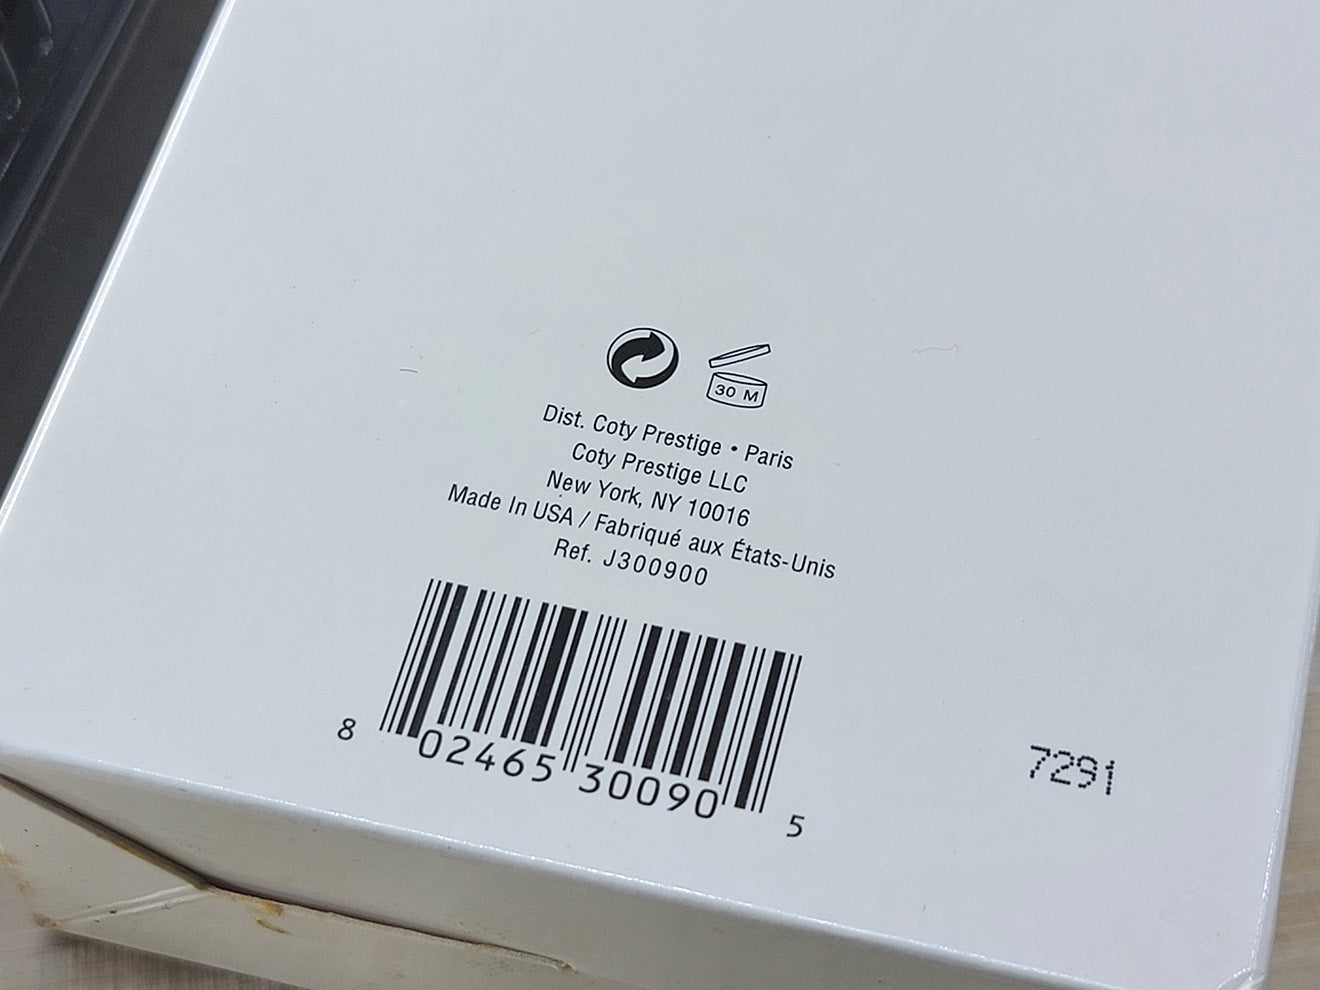 30 M
Dist. Coty Prestige • Paris
Coty Prestige LLC
New York, NY 10016
Made In USA / Fabriqué aux États-Unis
Ref. J300900
8 02465 30090 5
7291